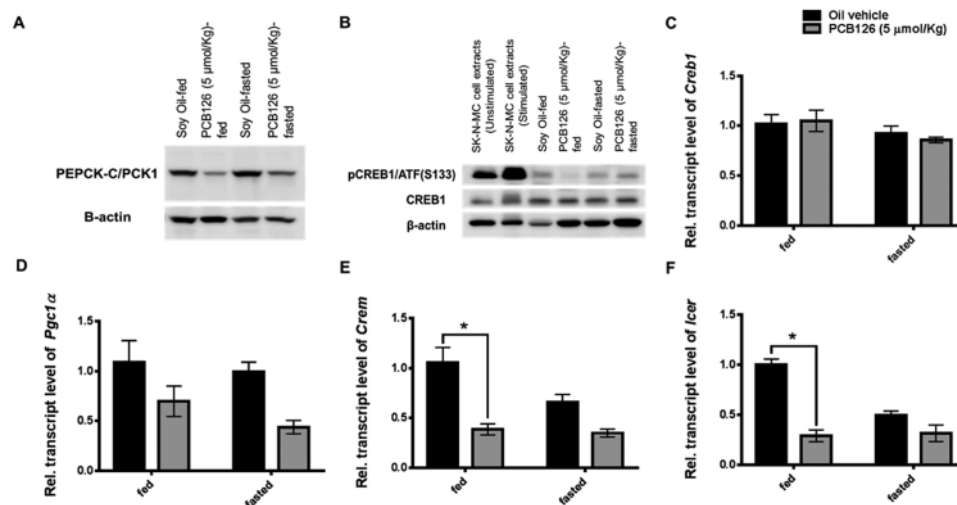 A
Soy Oil-fed
PCB126 (5 μmol/Kg)-
fed
Soy Oil-fasted
PCB126 (5 μmol/Kg)-
fasted
PEPCK-C/PCK1
B-actin
B
SK-N-MC cell extracts
(Unstimulated)
SK-N-MC cell extracts
(Stimulated)
Soy Oil-fed
PCB126 (5 μmol/Kg)-
fed
Soy Oil-fasted
PCB126 (5 μmol/Kg)-
fasted
pCREB1/ATF(S133)
CREB1
β-actin
C
Oil vehicle
PCB126 (5 μmol/Kg)
Rel. transcript level of Creb1
1.5
1.0
0.5
0.0
fed
fasted
D
Rel. transcript level of Pgc1α
1.5
1.0
0.5
0.0
fed
fasted
E
Rel. transcript level of Crem
1.5
1.0
0.5
0.0
*
fed
fasted
F
Rel. transcript level of Icer
1.5
1.0
0.5
0.0
*
fed
fasted